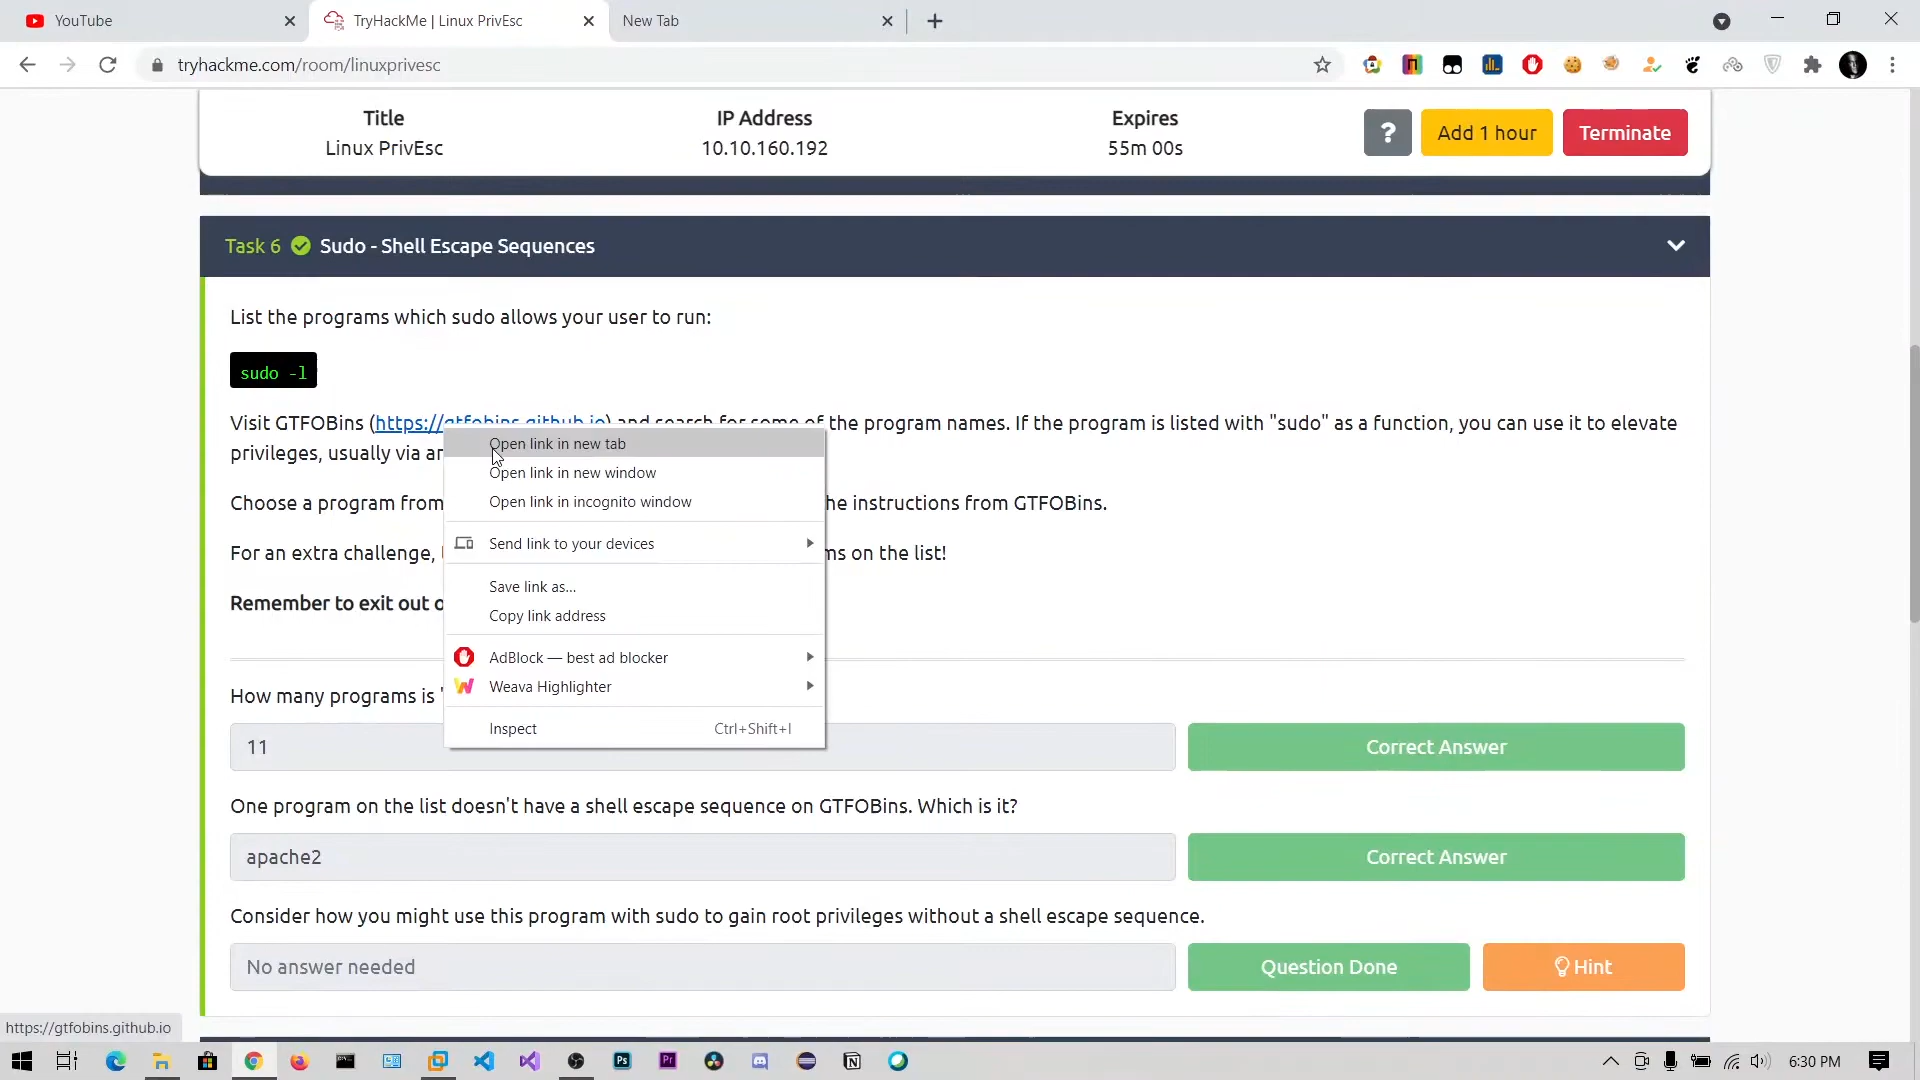 YouTube
TryHackMe | Linux PrivEsc
New Tab
tryhackme.com/room/linuxprivesc
Title
IP Address
Expires
Linux PrivEsc
10.10.160.192
55m 00s
?
Add 1 hour
Terminate
Task 6
Sudo - Shell Escape Sequences
List the programs which sudo allows your user to run:
sudo -l
Visit GTFOBins (https://gtfobins.github.io) and search for some of the program names. If the program is listed with "sudo" as a function, you can use it to elevate
privileges, usually via an
Choose a program from he instructions from GTFOBins.
For an extra challenge, ms on the list!
Remember to exit out o
Open link in new tab
Open link in new window
Open link in incognito window
Send link to your devices
Save link as...
Copy link address
AdBlock — best ad blocker
Weava Highlighter
Inspect
Ctrl+Shift+I
How many programs is "
11
Correct Answer
One program on the list doesn't have a shell escape sequence on GTFOBins. Which is it?
apache2
Correct Answer
Consider how you might use this program with sudo to gain root privileges without a shell escape sequence.
No answer needed
Question Done
Hint
https://gtfobins.github.io
6:30 PM